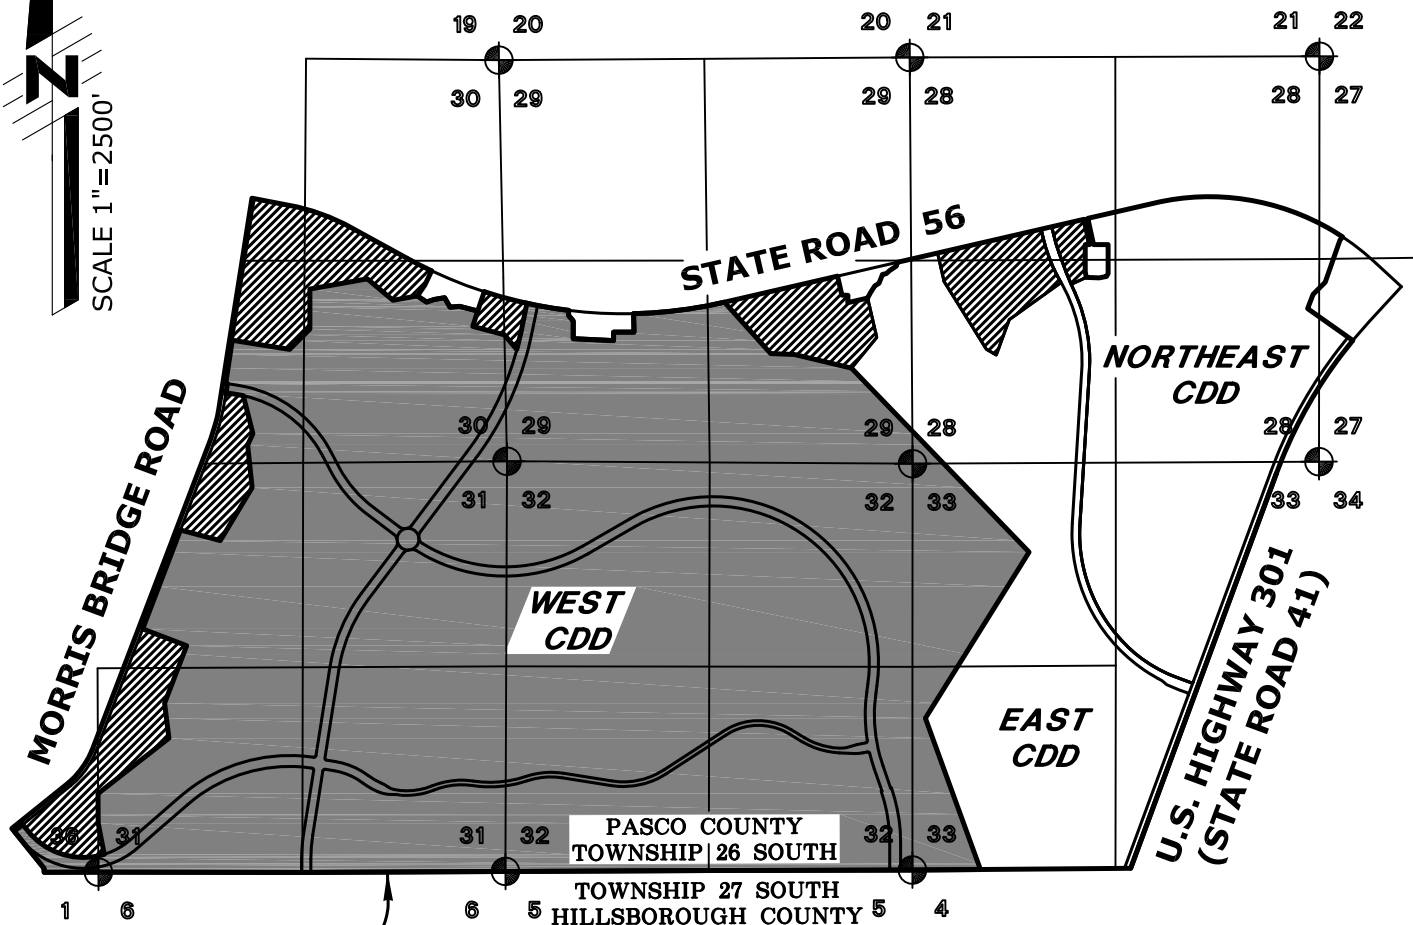 19 20
20 21
21 22
30 29
29 28
28 27
N
SCALE 1"=2500'
STATE ROAD 56
NORTHEAST
CDD
MORRIS BRIDGE ROAD
30 29
29 28
28 27
31 32
32 33
33 34
WEST
CDD
EAST
CDD
U.S. HIGHWAY 301
(STATE ROAD 41)
36 31
31 32
32 33
PASCO COUNTY
TOWNSHIP 26 SOUTH
TOWNSHIP 27 SOUTH
HILLSBOROUGH COUNTY
1 6
6 5
5 4